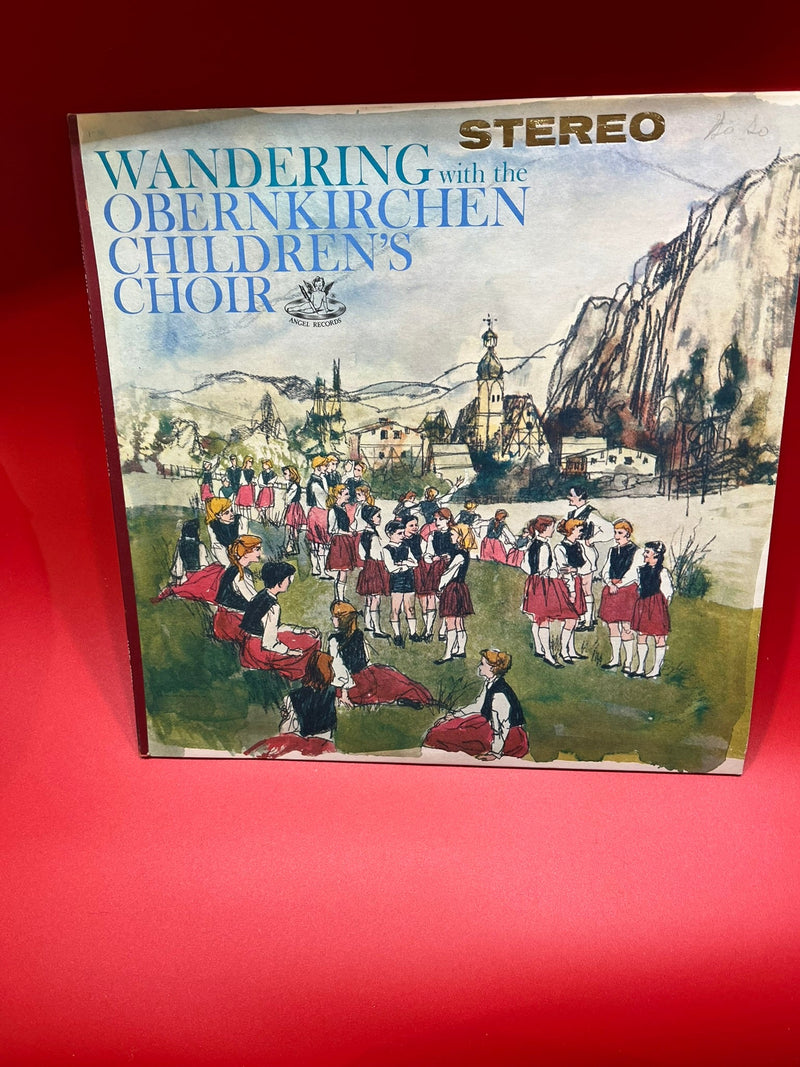 STEREO
WANDERING with the
OBERNKIRCHEN
CHILDREN'S
CHOIR
ANGEL RECORDS